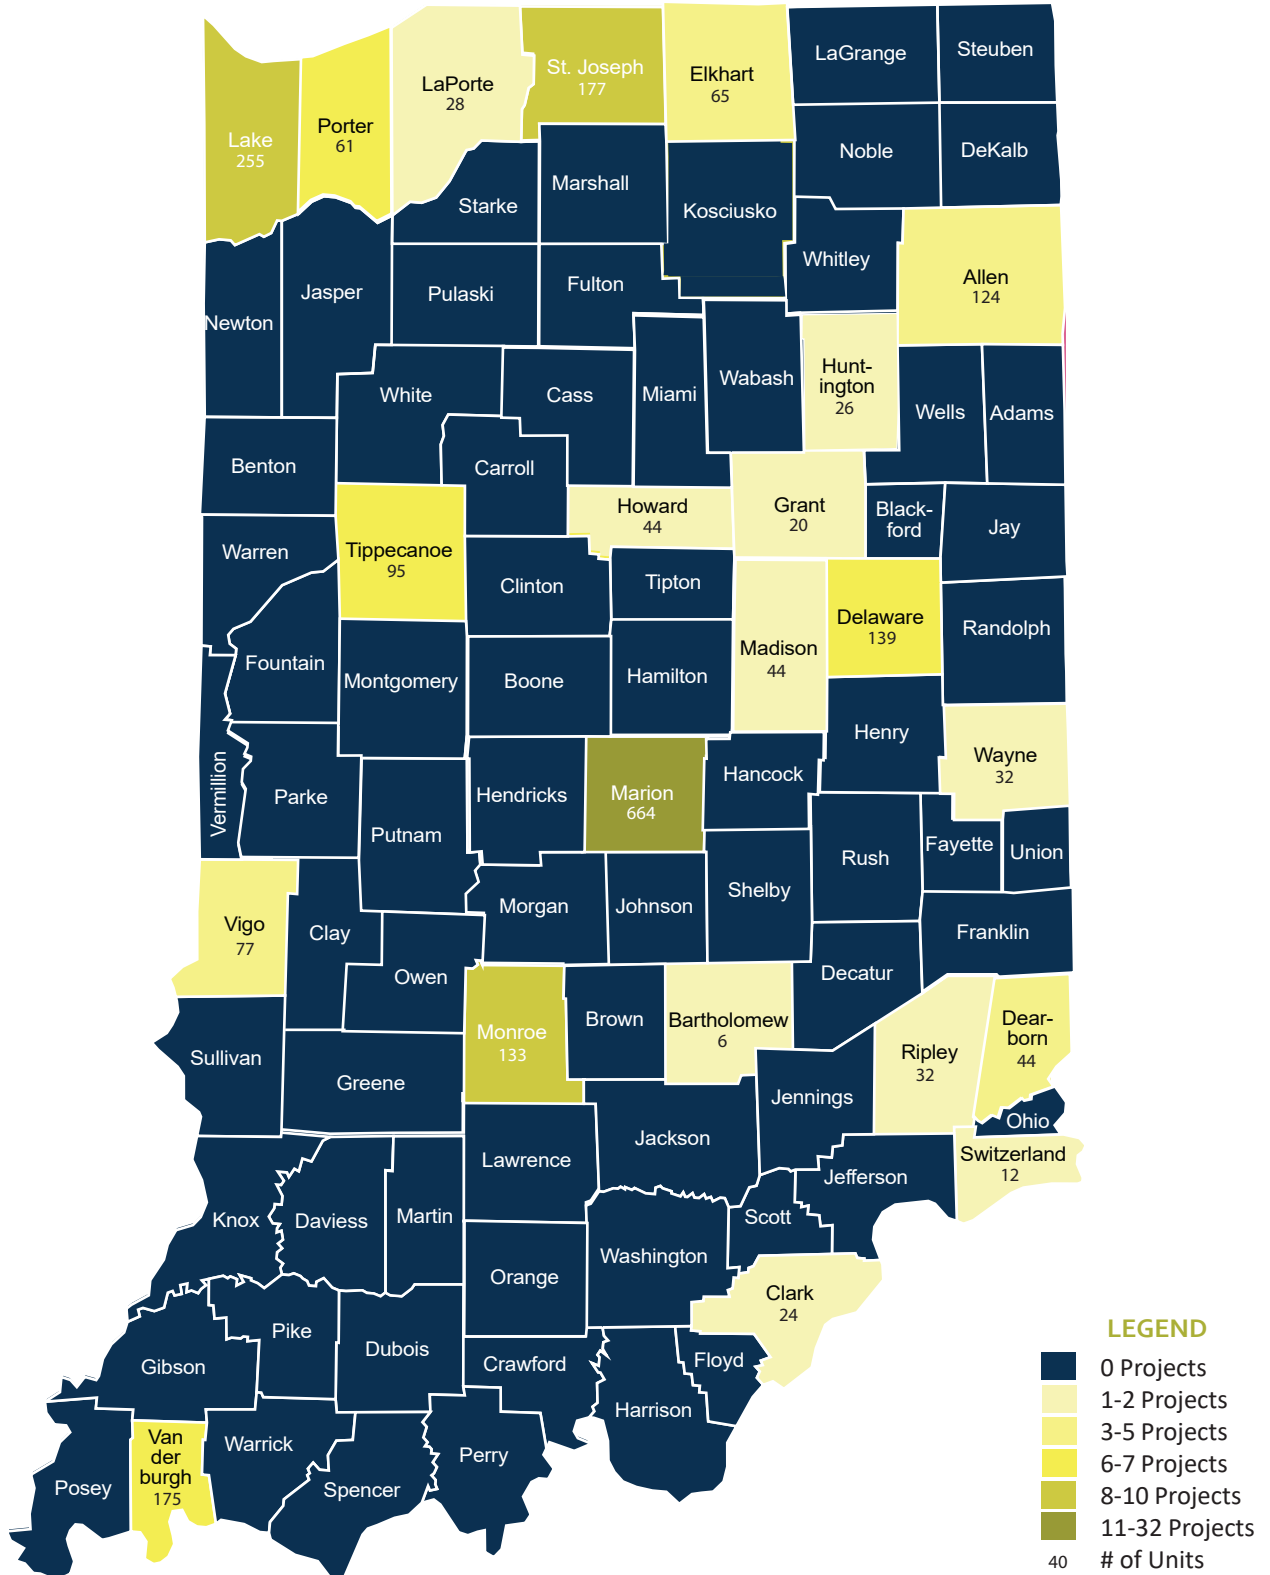 LaGrange
Steuben
St. Joseph
177
Elkhart
65
LaPorte
28
Lake
255
Porter
61
Noble
DeKalb
Marshall
Starke
Kosciusko
Whitley
Allen
124
Jasper
Pulaski
Fulton
Newton
White
Cass
Miami
Wabash
Hunt-
ington
26
Wells
Adams
Benton
Carroll
Howard
44
Grant
20
Black-
ford
Jay
Warren
Tippecanoe
95
Clinton
Tipton
Delaware
139
Randolph
Madison
44
Fountain
Montgomery
Boone
Hamilton
Henry
Wayne
32
Vermillion
Parke
Putnam
Hendricks
Marion
664
Hancock
Rush
Fayette
Union
Shelby
Morgan
Johnson
Vigo
77
Clay
Owen
Franklin
Decatur
Monroe
133
Brown
Bartholomew
6
Dear-
born
44
Ripley
32
Sullivan
Greene
Jennings
Ohio
Jackson
Lawrence
Switzerland
12
Jefferson
Knox
Daviess
Martin
Scott
Washington
Orange
Clark
24
Pike
Dubois
Gibson
Crawford
Floyd
Harrison
Van
der
burgh
175
Warrick
Perry
Posey
Spencer
LEGEND
0 Projects
1-2 Projects
3-5 Projects
6-7 Projects
8-10 Projects
11-32 Projects
40 # of Units